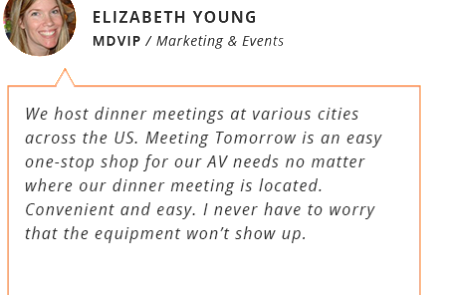 ELIZABETH YOUNG
MDVIP / Marketing & Events
We host dinner meetings at various cities
across the US. Meeting Tomorrow is an easy
one-stop shop for our AV needs no matter
where our dinner meeting is located.
Convenient and easy. I never have to worry
that the equipment won't show up.